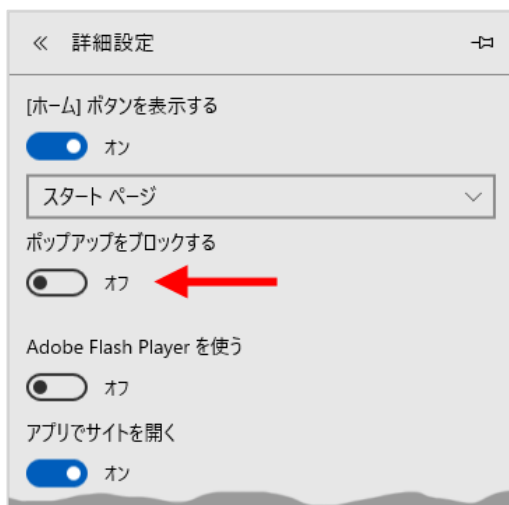 詳細設定
[ホーム] ボタンを表示する
オン
スタート ページ
ポップアップをブロックする
オフ
Adobe Flash Player を使う
オフ
アプリでサイトを開く
オン